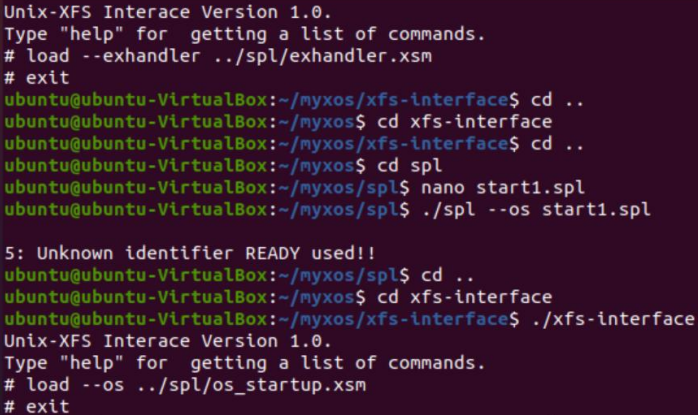 Unix-XFS Interace Version 1.0.
Type "help" for  getting a list of commands.
# load --exhandler ../spl/exhandler.xsm
# exit
ubuntu@ubuntu-VirtualBox:~/myxos/xfs-interface$ cd ..
ubuntu@ubuntu-VirtualBox:~/myxos$ cd xfs-interface
ubuntu@ubuntu-VirtualBox:~/myxos/xfs-interface$ cd ..
ubuntu@ubuntu-VirtualBox:~/myxos$ cd spl
ubuntu@ubuntu-VirtualBox:~/myxos/spl$ nano start1.spl
ubuntu@ubuntu-VirtualBox:~/myxos/spl$ ./spl --os start1.spl
5: Unknown identifier READY used!!
ubuntu@ubuntu-VirtualBox:~/myxos/spl$ cd ..
ubuntu@ubuntu-VirtualBox:~/myxos$ cd xfs-interface
ubuntu@ubuntu-VirtualBox:~/myxos/xfs-interface$ ./xfs-interface
Unix-XFS Interace Version 1.0.
Type "help" for  getting a list of commands.
# load --os ../spl/os_startup.xsm
# exit